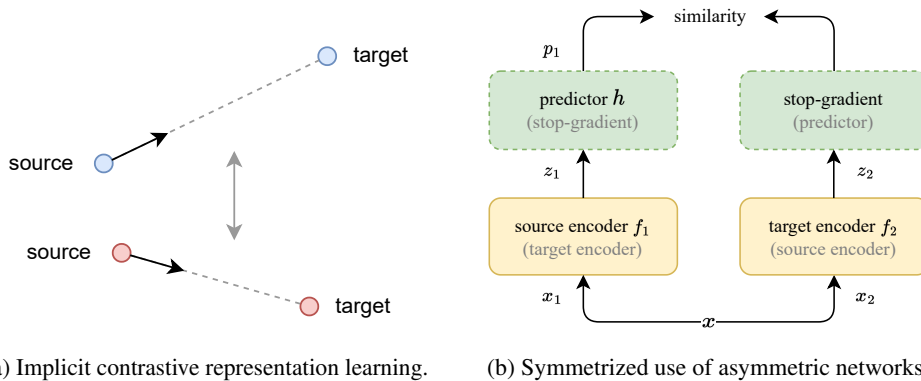 target
source
source
target
similarity
p₁
predictor h
(stop-gradient)
stop-gradient
(predictor)
z₁
z₂
source encoder f₁
(target encoder)
target encoder f₂
(source encoder)
x₁
x₂
x
) Implicit contrastive representation learning.
(b) Symmetrized use of asymmetric networks